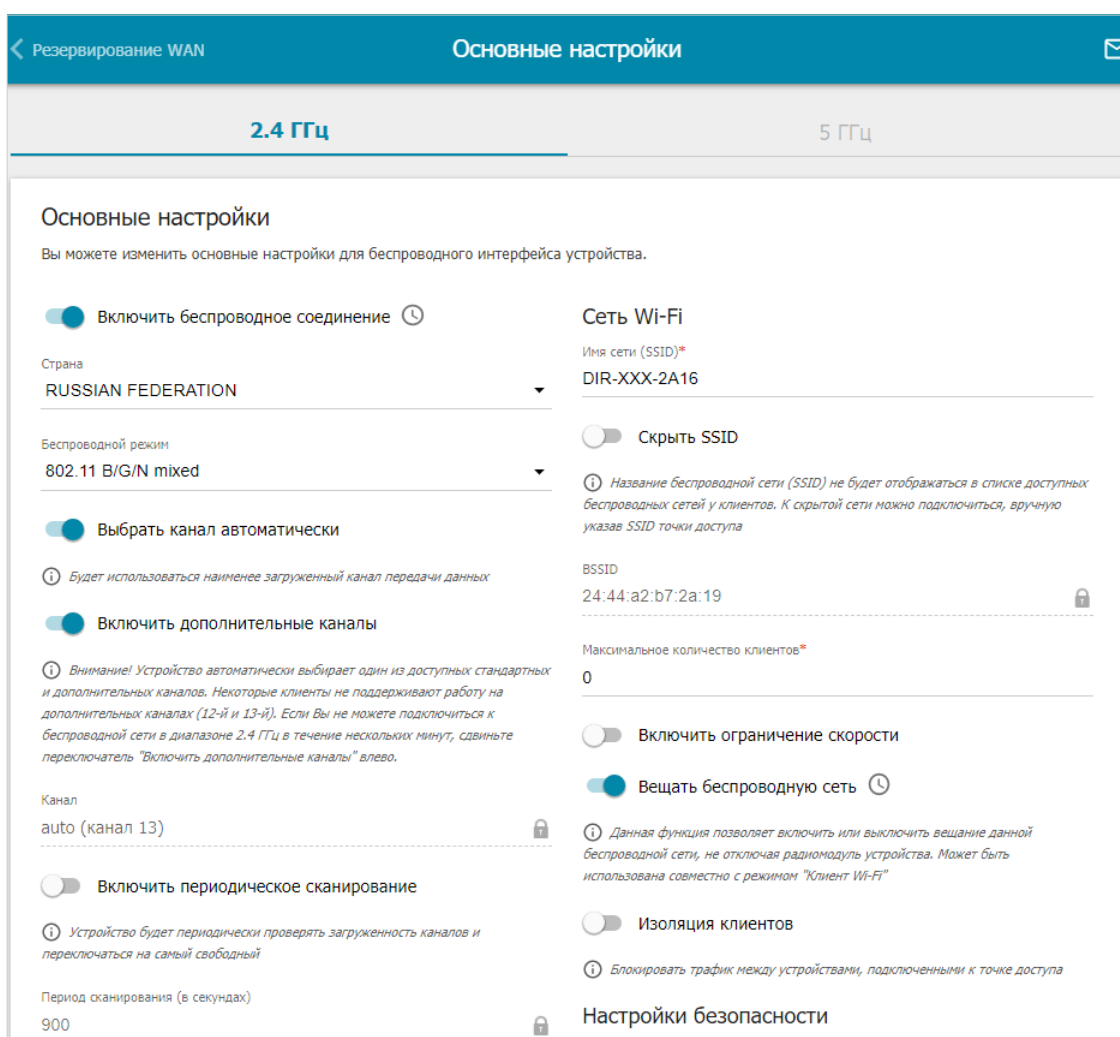 Резервирование WAN
Основные настройки
2.4 ГГц
5 ГГц
Основные настройки
Вы можете изменить основные настройки для беспроводного интерфейса устройства.
Включить беспроводное соединение
Страна
RUSSIAN FEDERATION
Беспроводной режим
802.11 B/G/N mixed
Выбрать канал автоматически
Будет использоваться наименее загруженный канал передачи данных
Включить дополнительные каналы
Внимание! Устройство автоматически выбирает один из доступных стандартных
и дополнительных каналов. Некоторые клиенты не поддерживают работу на
дополнительных каналах (12-й и 13-й). Если Вы не можете подключиться к
беспроводной сети в диапазоне 2.4 ГГц в течение нескольких минут, сдвиньте
переключатель "Включить дополнительные каналы" влево.
Канал
auto (канал 13)
Включить периодическое сканирование
Устройство будет периодически проверять загруженность каналов и
переключаться на самый свободный
Период сканирования (в секундах)
900
Сеть Wi-Fi
Имя сети (SSID)*
DIR-XXX-2A16
Скрыть SSID
Название беспроводной сети (SSID) не будет отображаться в списке доступных
беспроводных сетей у клиентов. К скрытой сети можно подключиться, вручную
указав SSID точки доступа
BSSID
24:44:a2:b7:2a:19
Максимальное количество клиентов*
0
Включить ограничение скорости
Вещать беспроводную сеть
Данная функция позволяет включить или выключить вещание данной
беспроводной сети, не отключая радиомодуль устройства. Может быть
использована совместно с режимом "Клиент Wi-Fi"
Изоляция клиентов
Блокировать трафик между устройствами, подключенными к точке доступа
Настройки безопасности